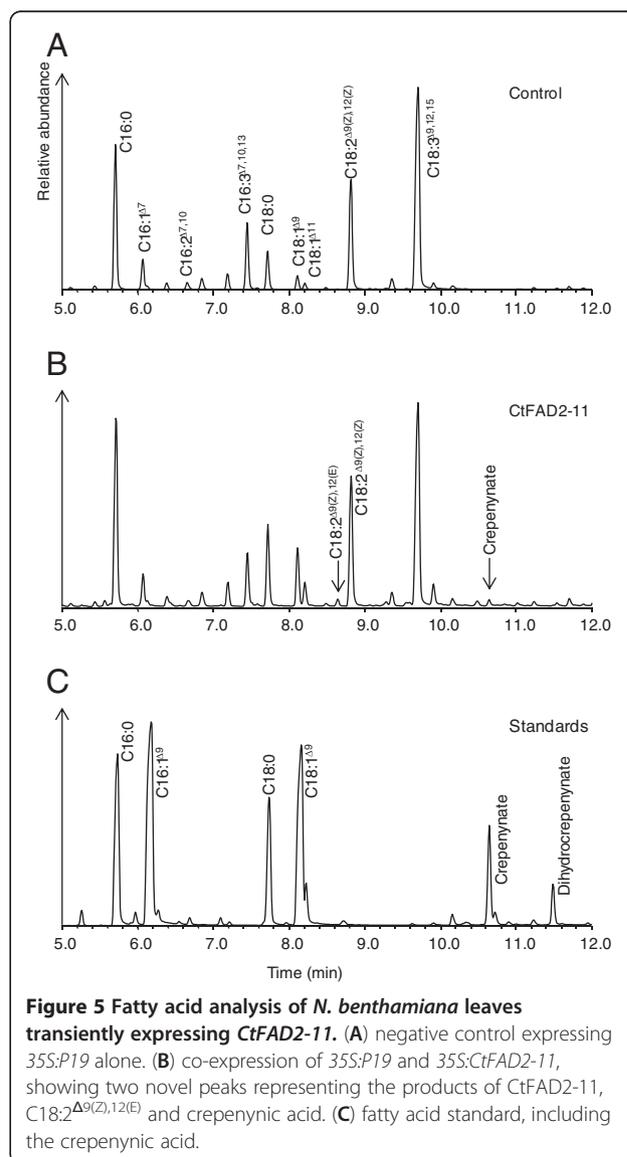 A
Relative abundance
Control
C16:0
C16:1Δ7
C16:2Δ7,10
C16:3Δ7,10,13
C18:0
C18:1Δ9
C18:1Δ11
C18:2Δ9(Z),12(Z)
C18:3Δ9,12,15
5.0 6.0 7.0 8.0 9.0 10.0 11.0 12.0
B
CtFAD2-11
C18:2Δ9(Z),12(E)
C18:2Δ9(Z),12(Z)
Crepenynate
5.0 6.0 7.0 8.0 9.0 10.0 11.0 12.0
C
Standards
C16:0
C16:1Δ9
C18:0
C18:1Δ9
Crepenynate
Dihydrocrepenynate
5.0 6.0 7.0 8.0 9.0 10.0 11.0 12.0
Time (min)
Figure 5 Fatty acid analysis of N. benthamiana leaves
transiently expressing CtFAD2-11. (A) negative control expressing
35S:P19 alone. (B) co-expression of 35S:P19 and 35S:CtFAD2-11,
showing two novel peaks representing the products of CtFAD2-11,
C18:2Δ9(Z),12(E) and crepenynic acid. (C) fatty acid standard, including
the crepenynic acid.